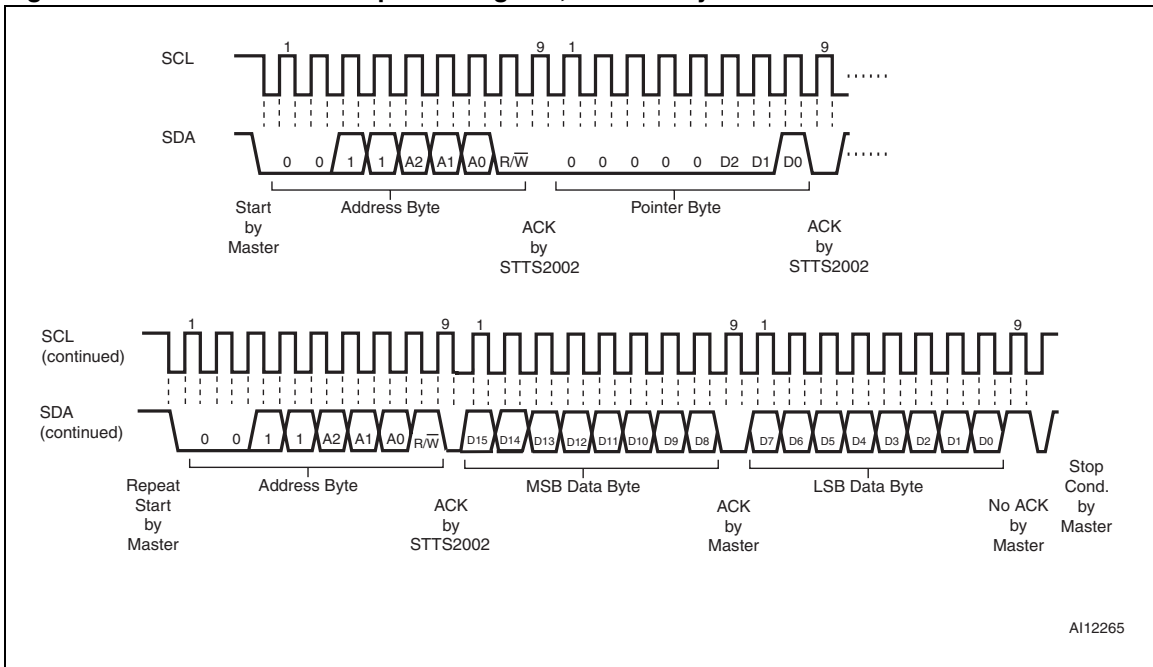 1 9 1 9
SCL
SDA
0 0 1 1 A2 A1 A0 R/W 0 0 0 0 0 D2 D1 D0
Address Byte Pointer Byte
Start
by
Master
ACK
by
STTS2002
ACK
by
STTS2002
1 9 1 9 1 9
SCL
(continued)
SDA
(continued)
0 0 1 1 A2 A1 A0 R/W D15 D14 D13 D12 D11 D10 D9 D8 D7 D6 D5 D4 D3 D2 D1 D0
Address Byte MSB Data Byte LSB Data Byte
Repeat
Start
by
Master
ACK
by
STTS2002
ACK
by
Master
No ACK
by
Master
Stop
Cond.
by
Master
AI12265